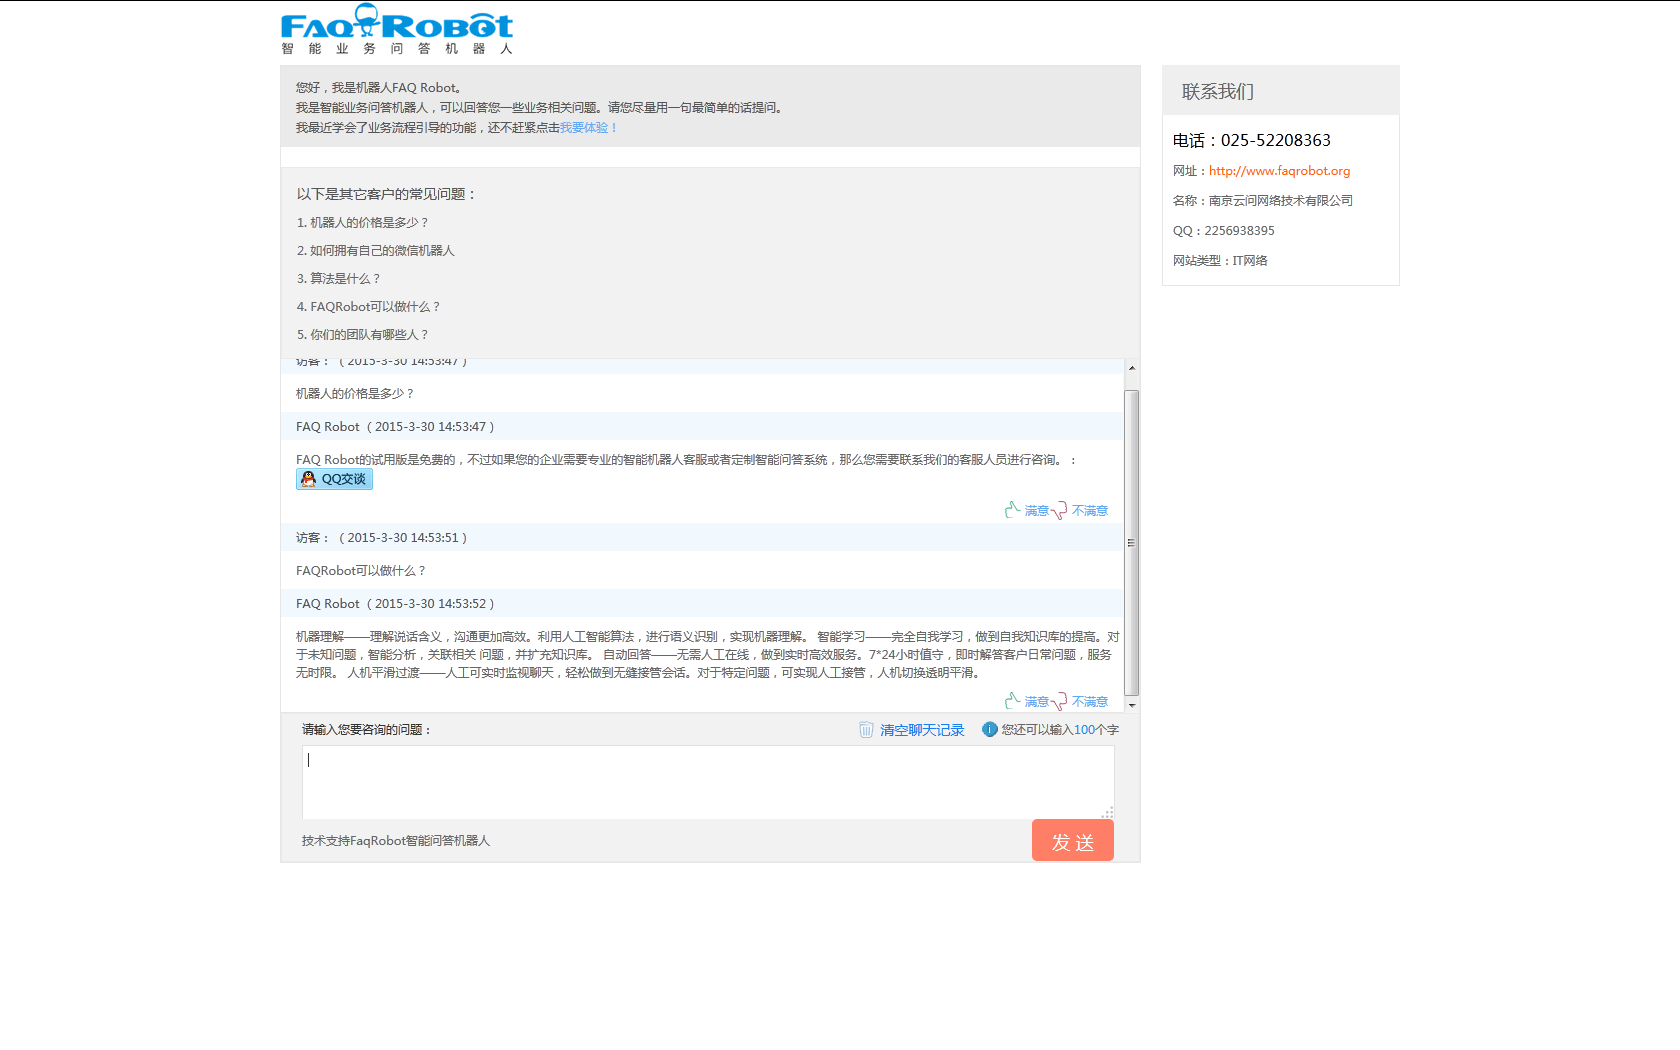 FAQ ROBOT
智能业务问答机器人
您好，我是机器人FAQ Robot。
我是智能业务问答机器人，可以回答您一些业务相关问题。请您尽量用一句最简单的话提问。
我最近学会了业务流程引导的功能，还不赶紧点击我要体验！
以下是其它客户的常见问题：
1. 机器人的价格是多少？
2. 如何拥有自己的微信机器人
3. 算法是什么？
4. FAQRobot可以做什么？
5. 你们的团队有哪些人？
访客：（2015-3-30 14:53:47）
机器人的价格是多少？
FAQ Robot（2015-3-30 14:53:47）
FAQ Robot的试用版是免费的，不过如果您的企业需要专业的智能机器人客服或者定制智能问答系统，那么您需要联系我们的客服人员进行咨询。：
QQ交谈
满意 不满意
访客：（2015-3-30 14:53:51）
FAQRobot可以做什么？
FAQ Robot（2015-3-30 14:53:52）
机器理解——理解说话含义，沟通更加高效。利用人工智能算法，进行语义识别，实现机器理解。 智能学习——完全自我学习，做到自我知识库的提高。对
于未知问题，智能分析，关联相关 问题，并扩充知识库。 自动回答——无需人工在线，做到实时高效服务。7*24小时值守，即时解答客户日常问题，服务
无时限。 人机平滑过渡——人工可实时监视聊天，轻松做到无缝接管会话。对于特定问题，可实现人工接管，人机切换透明平滑。
满意 不满意
请输入您要咨询的问题：
清空聊天记录 您还可以输入100个字
技术支持FaqRobot智能问答机器人
发 送
联系我们
电话：025-52208363
网址：http://www.faqrobot.org
名称：南京云问网络技术有限公司
QQ：2256938395
网站类型：IT网络